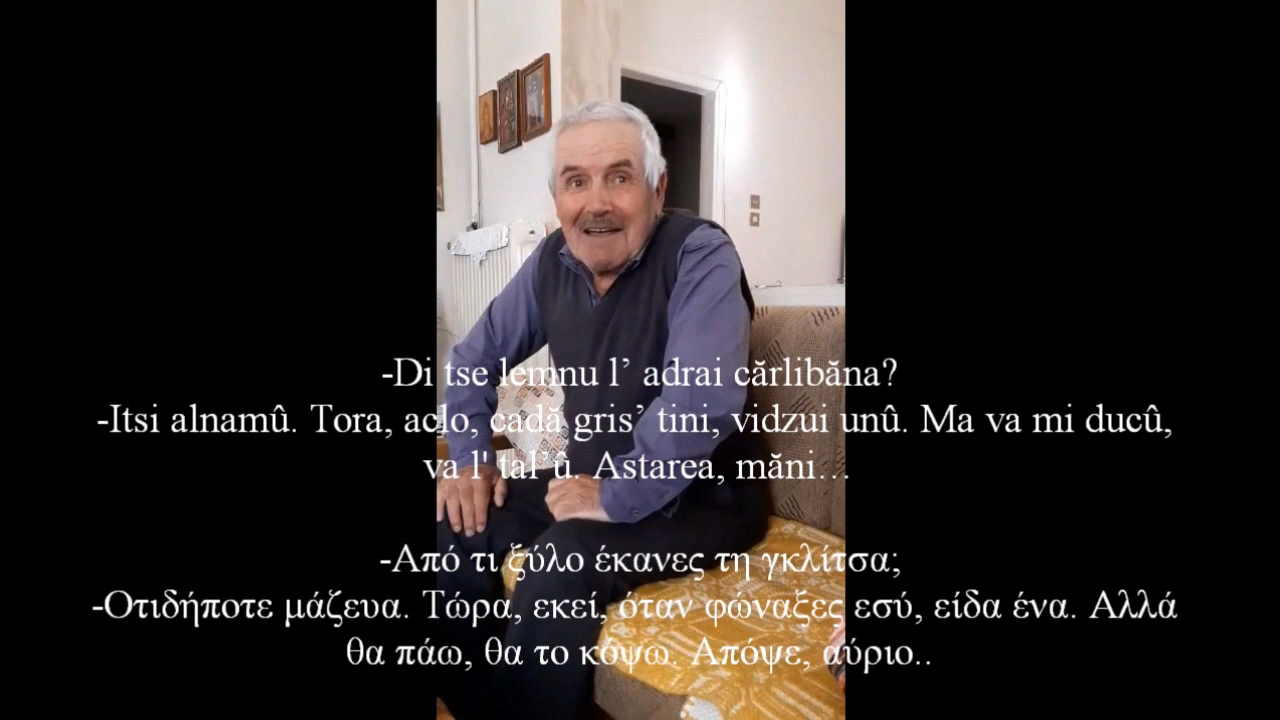 -Di tse lemnu l’ adrai cărlibăna?
-Itsi alnamû. Tora, aclo, cadă gris’ tini, vidzui unû. Ma va mi ducû,
va l' tal’û. Astarea, măni…
-Από τι ξύλο έκανες τη γκλίτσα;
-Οτιδήποτε μάζευα. Τώρα, εκεί, όταν φώναξες εσύ, είδα ένα. Αλλά
θα πάω, θα το κόψω. Απόψε, αύριο..